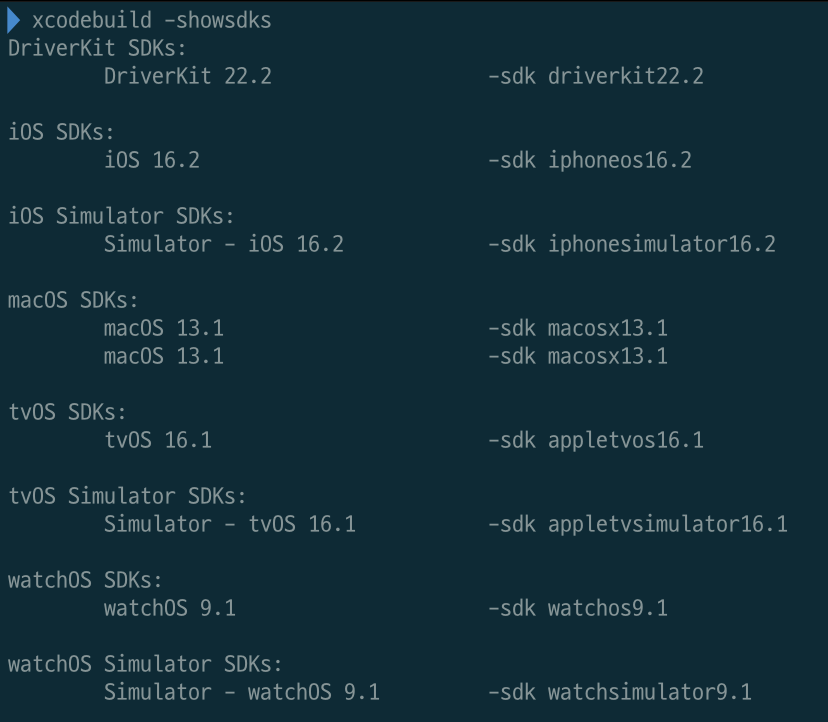 xcodebuild -showsdks
DriverKit SDKs:
	DriverKit 22.2			-sdk driverkit22.2

iOS SDKs:
	iOS 16.2			-sdk iphoneos16.2

iOS Simulator SDKs:
	Simulator - iOS 16.2		-sdk iphonesimulator16.2

macOS SDKs:
	macOS 13.1			-sdk macosx13.1
	macOS 13.1			-sdk macosx13.1

tvOS SDKs:
	tvOS 16.1			-sdk appletvos16.1

tvOS Simulator SDKs:
	Simulator - tvOS 16.1		-sdk appletvsimulator16.1

watchOS SDKs:
	watchOS 9.1			-sdk watchos9.1

watchOS Simulator SDKs:
	Simulator - watchOS 9.1		-sdk watchsimulator9.1